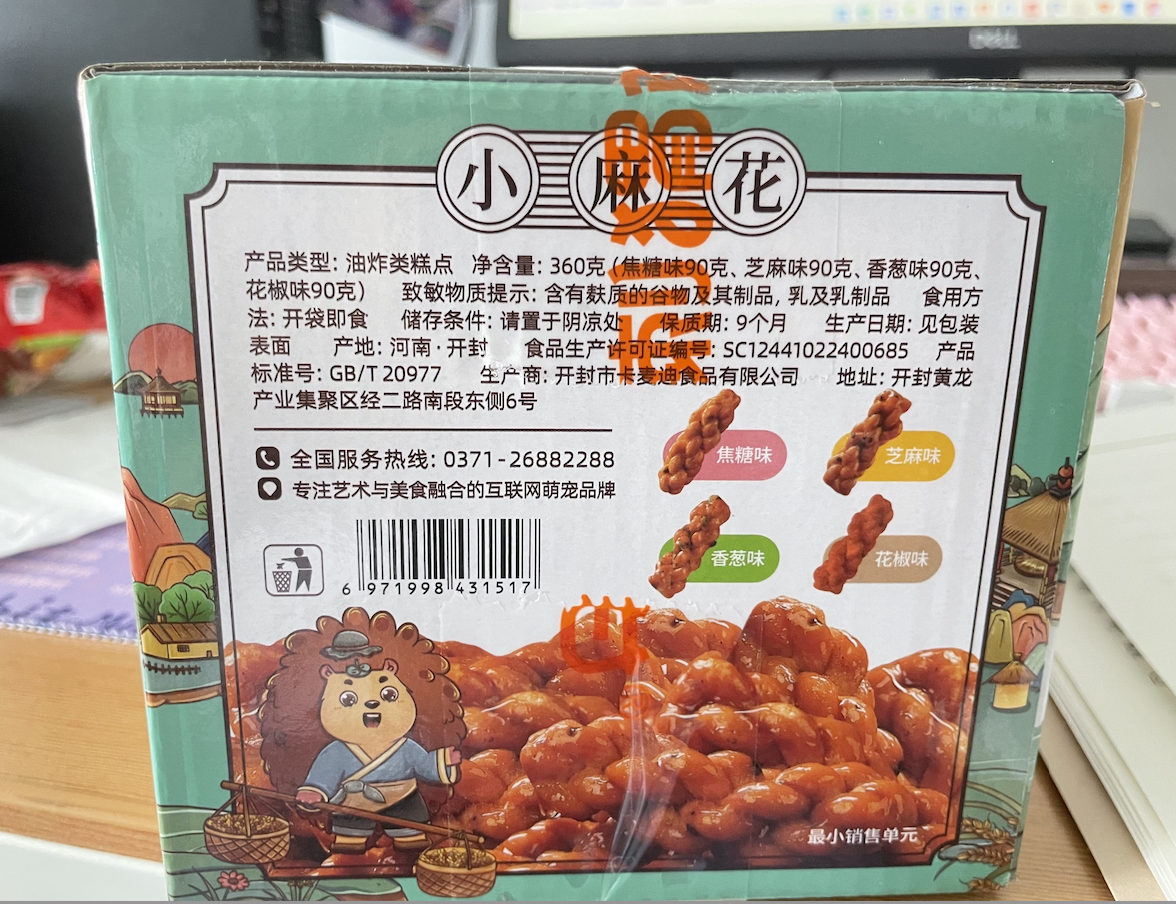 DELL
小麻花
产品类型: 油炸类糕点 净含量: 360克 (焦糖味90克、芝麻味90克、香葱味90克、
花椒味90克) 致敏物质提示: 含有麸质的谷物及其制品, 乳及乳制品 食用方
法: 开袋即食 储存条件: 请置于阴凉处 保质期: 9个月 生产日期: 见包装
表面 产地: 河南·开封 食品生产许可证编号: SC12441022400685 产品
标准号: GB/T 20977 生产商: 开封市卡麦迪食品有限公司 地址: 开封黄龙
产业集聚区经二路南段东侧6号
全国服务热线: 0371-26882288
专注艺术与美食融合的互联网萌宠品牌
焦糖味
芝麻味
香葱味
花椒味
6 971998 431517
最小销售单元